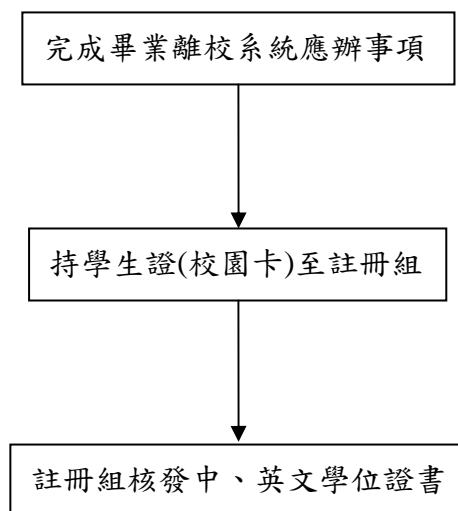 完成畢業離校系統應辦事項
持學生證(校園卡)至註冊組
註冊組核發中、英文學位證書